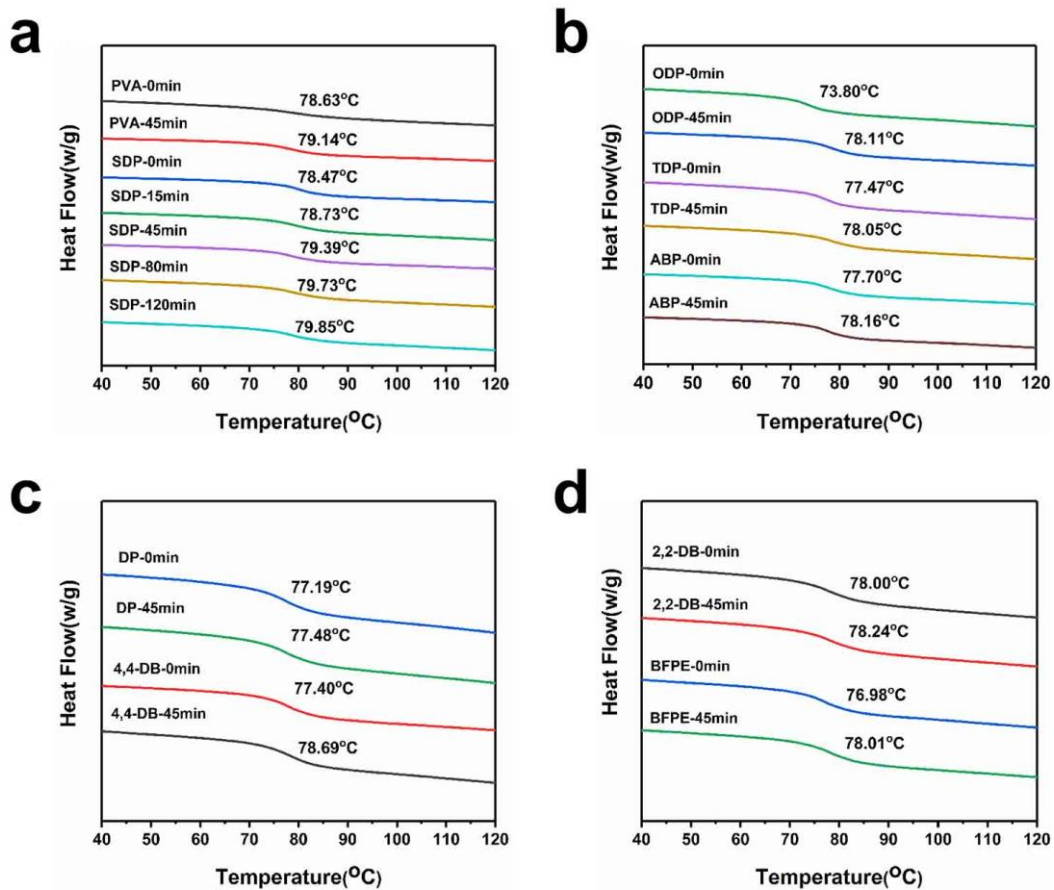 a
PVA-0min
78.63°C
PVA-45min
79.14°C
SDP-0min
78.47°C
SDP-15min
78.73°C
SDP-45min
79.39°C
SDP-80min
79.73°C
SDP-120min
79.85°C
Heat Flow(w/g)
40 50 60 70 80 90 100 110 120
Temperature(°C)
b
ODP-0min
73.80°C
ODP-45min
78.11°C
TDP-0min
77.47°C
TDP-45min
78.05°C
ABP-0min
77.70°C
ABP-45min
78.16°C
Heat Flow(w/g)
40 50 60 70 80 90 100 110 120
Temperature(°C)
c
DP-0min
77.19°C
DP-45min
77.48°C
4,4-DB-0min
77.40°C
4,4-DB-45min
78.69°C
Heat Flow(w/g)
40 50 60 70 80 90 100 110 120
Temperature(°C)
d
2,2-DB-0min
78.00°C
2,2-DB-45min
78.24°C
BFPE-0min
76.98°C
BFPE-45min
78.01°C
Heat Flow(w/g)
40 50 60 70 80 90 100 110 120
Temperature(°C)